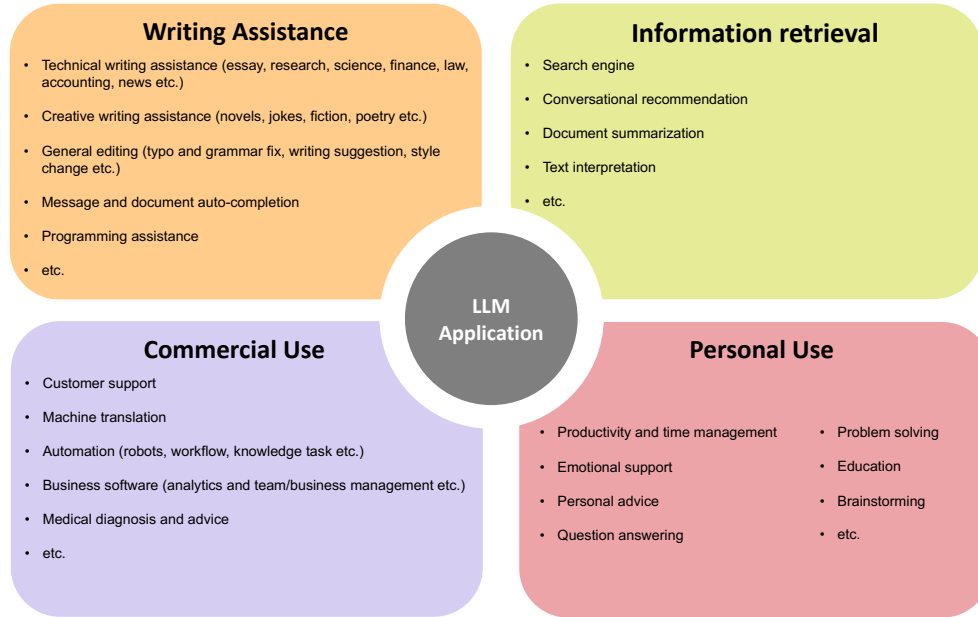 Writing Assistance
• Technical writing assistance (essay, research, science, finance, law,
accounting, news etc.)
• Creative writing assistance (novels, jokes, fiction, poetry etc.)
• General editing (typo and grammar fix, writing suggestion, style
change etc.)
• Message and document auto-completion
• Programming assistance
• etc.
Information retrieval
• Search engine
• Conversational recommendation
• Document summarization
• Text interpretation
• etc.
LLM
Application
Commercial Use
• Customer support
• Machine translation
• Automation (robots, workflow, knowledge task etc.)
• Business software (analytics and team/business management etc.)
• Medical diagnosis and advice
• etc.
Personal Use
• Productivity and time management
• Emotional support
• Personal advice
• Question answering
• Problem solving
• Education
• Brainstorming
• etc.